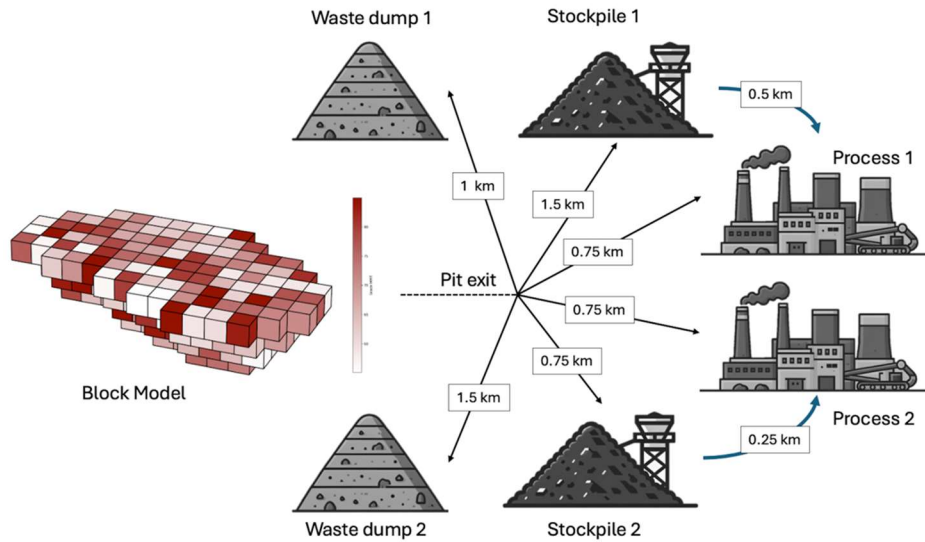 Waste dump 1
Stockpile 1
0.5 km
Process 1
1 km
1.5 km
0.75 km
Pit exit
0.75 km
0.75 km
Block Model
1.5 km
Process 2
0.25 km
Waste dump 2
Stockpile 2